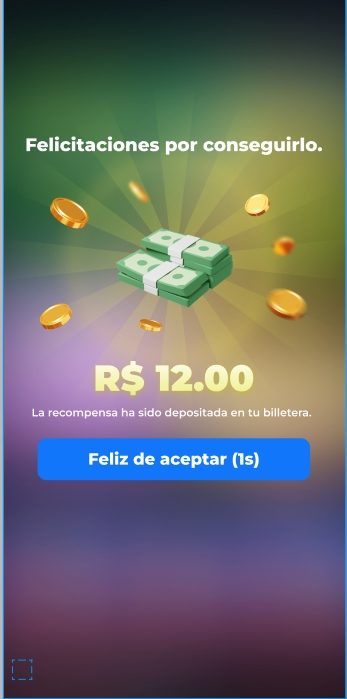 Felicitaciones por conseguirlo.
R$ 12.00
La recompensa ha sido depositada en tu billetera.
Feliz de aceptar (1s)